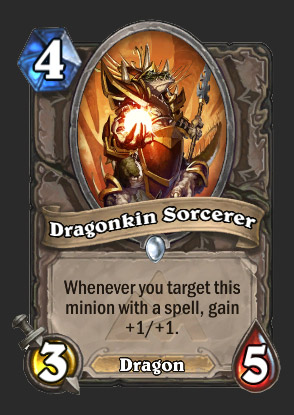 4
Dragonkin Sorcerer
Whenever you target this
minion with a spell, gain
+1/+1.
3
Dragon
5